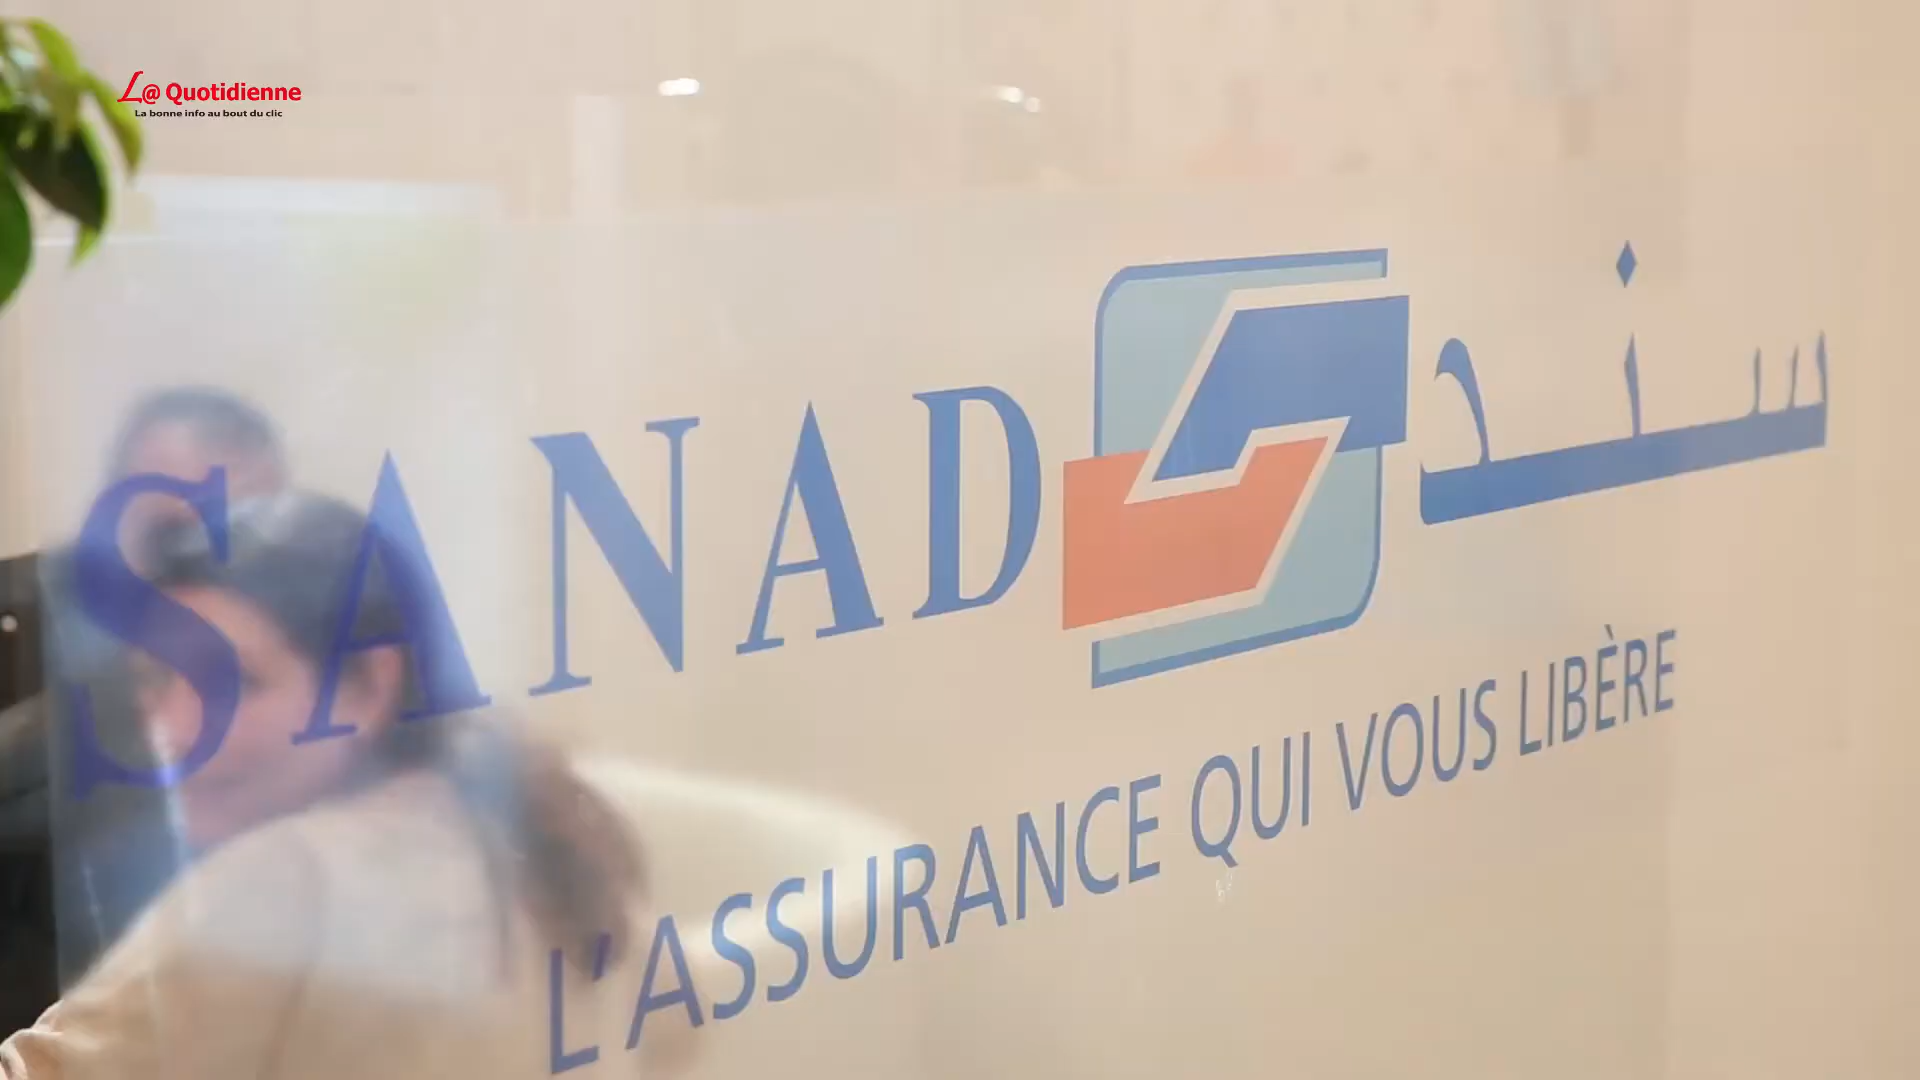 L@ Quotidienne
La bonne info au bout du clic
SANAD سند
L'ASSURANCE QUI VOUS LIBÈRE